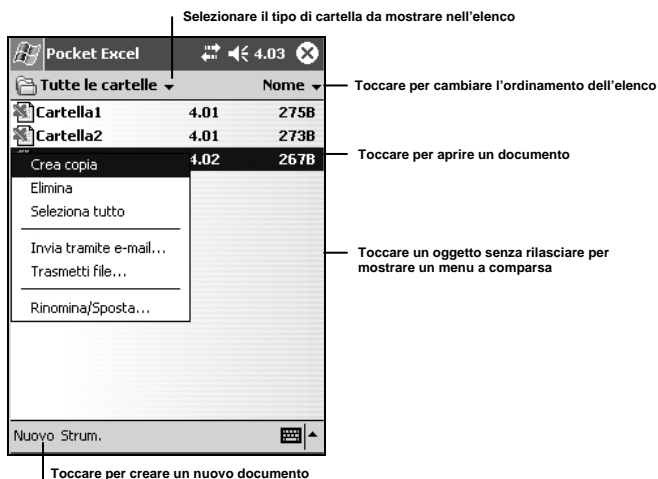 Selezionare il tipo di cartella da mostrare nell'elenco
Pocket Excel 4.03
Tutte le cartelle Nome
Toccare per cambiare l'ordinamento dell'elenco
Cartella1 4.01 275B
Cartella2 4.01 273B
4.02 267B
Toccare per aprire un documento
Crea copia
Elimina
Seleziona tutto
Invia tramite e-mail...
Toccare un oggetto senza rilasciare per
mostrare un menu a comparsa
Trasmetti file...
Rinomina/Sposta...
Nuovo Strum.
Toccare per creare un nuovo documento